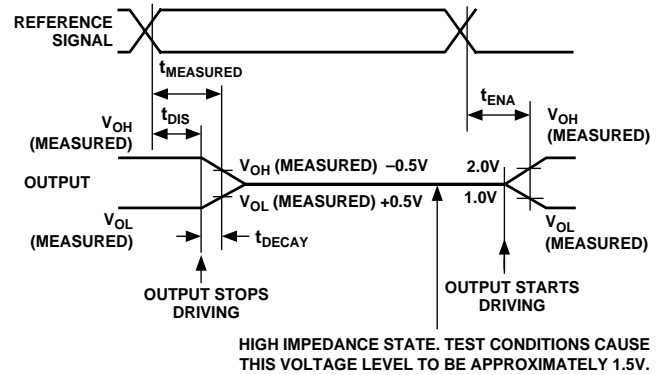 REFERENCE
SIGNAL
tMEASURED
tDIS
tENA
VOH
(MEASURED)
VOH
(MEASURED)
VOH (MEASURED) –0.5V
2.0V
OUTPUT
VOL (MEASURED) +0.5V
1.0V
VOL
(MEASURED)
VOL
(MEASURED)
tDECAY
OUTPUT STOPS
DRIVING
OUTPUT STARTS
DRIVING
HIGH IMPEDANCE STATE. TEST CONDITIONS CAUSE
THIS VOLTAGE LEVEL TO BE APPROXIMATELY 1.5V.